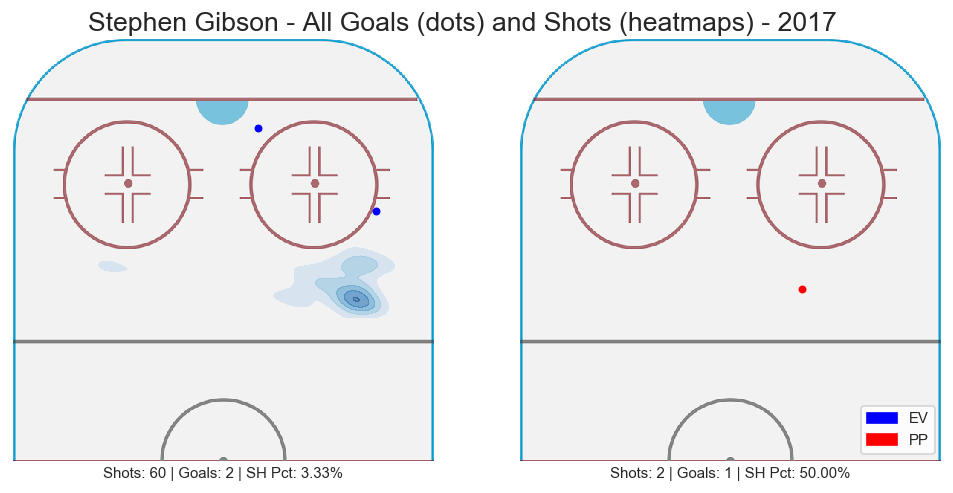 Stephen Gibson - All Goals (dots) and Shots (heatmaps) - 2017
EV
PP
Shots: 60 | Goals: 2 | SH Pct: 3.33%
Shots: 2 | Goals: 1 | SH Pct: 50.00%